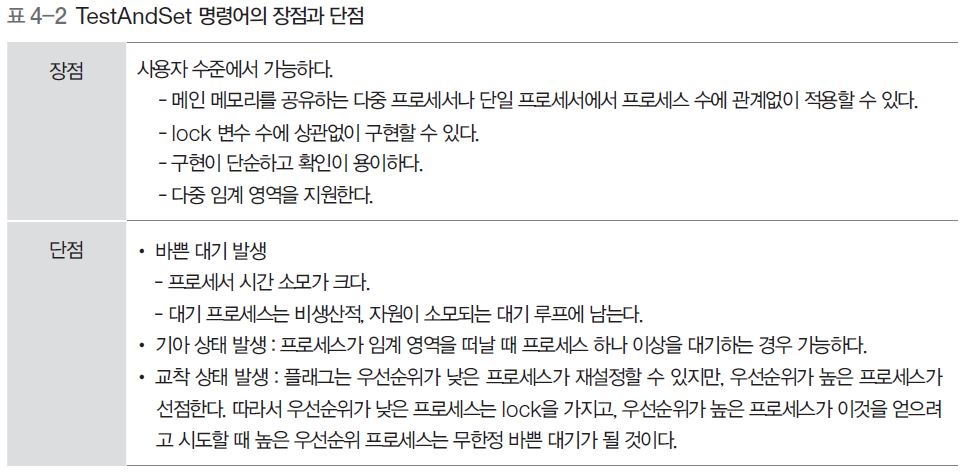 표 4-2 TestAndSet 명령어의 장점과 단점
장점
사용자 수준에서 가능하다.
- 메인 메모리를 공유하는 다중 프로세서나 단일 프로세서에서 프로세스 수에 관계없이 적용할 수 있다.
- lock 변수 수에 상관없이 구현할 수 있다.
- 구현이 단순하고 확인이 용이하다.
- 다중 임계 영역을 지원한다.
단점
• 바쁜 대기 발생
- 프로세서 시간 소모가 크다.
- 대기 프로세스는 비생산적, 자원이 소모되는 대기 루프에 남는다.
• 기아 상태 발생 : 프로세스가 임계 영역을 떠날 때 프로세스 하나 이상을 대기하는 경우 가능하다.
• 교착 상태 발생 : 플래그는 우선순위가 낮은 프로세스가 재설정할 수 있지만, 우선순위가 높은 프로세스가
선점한다. 따라서 우선순위가 낮은 프로세스는 lock을 가지고, 우선순위가 높은 프로세스가 이것을 얻으려
고 시도할 때 높은 우선순위 프로세스는 무한정 바쁜 대기가 될 것이다.